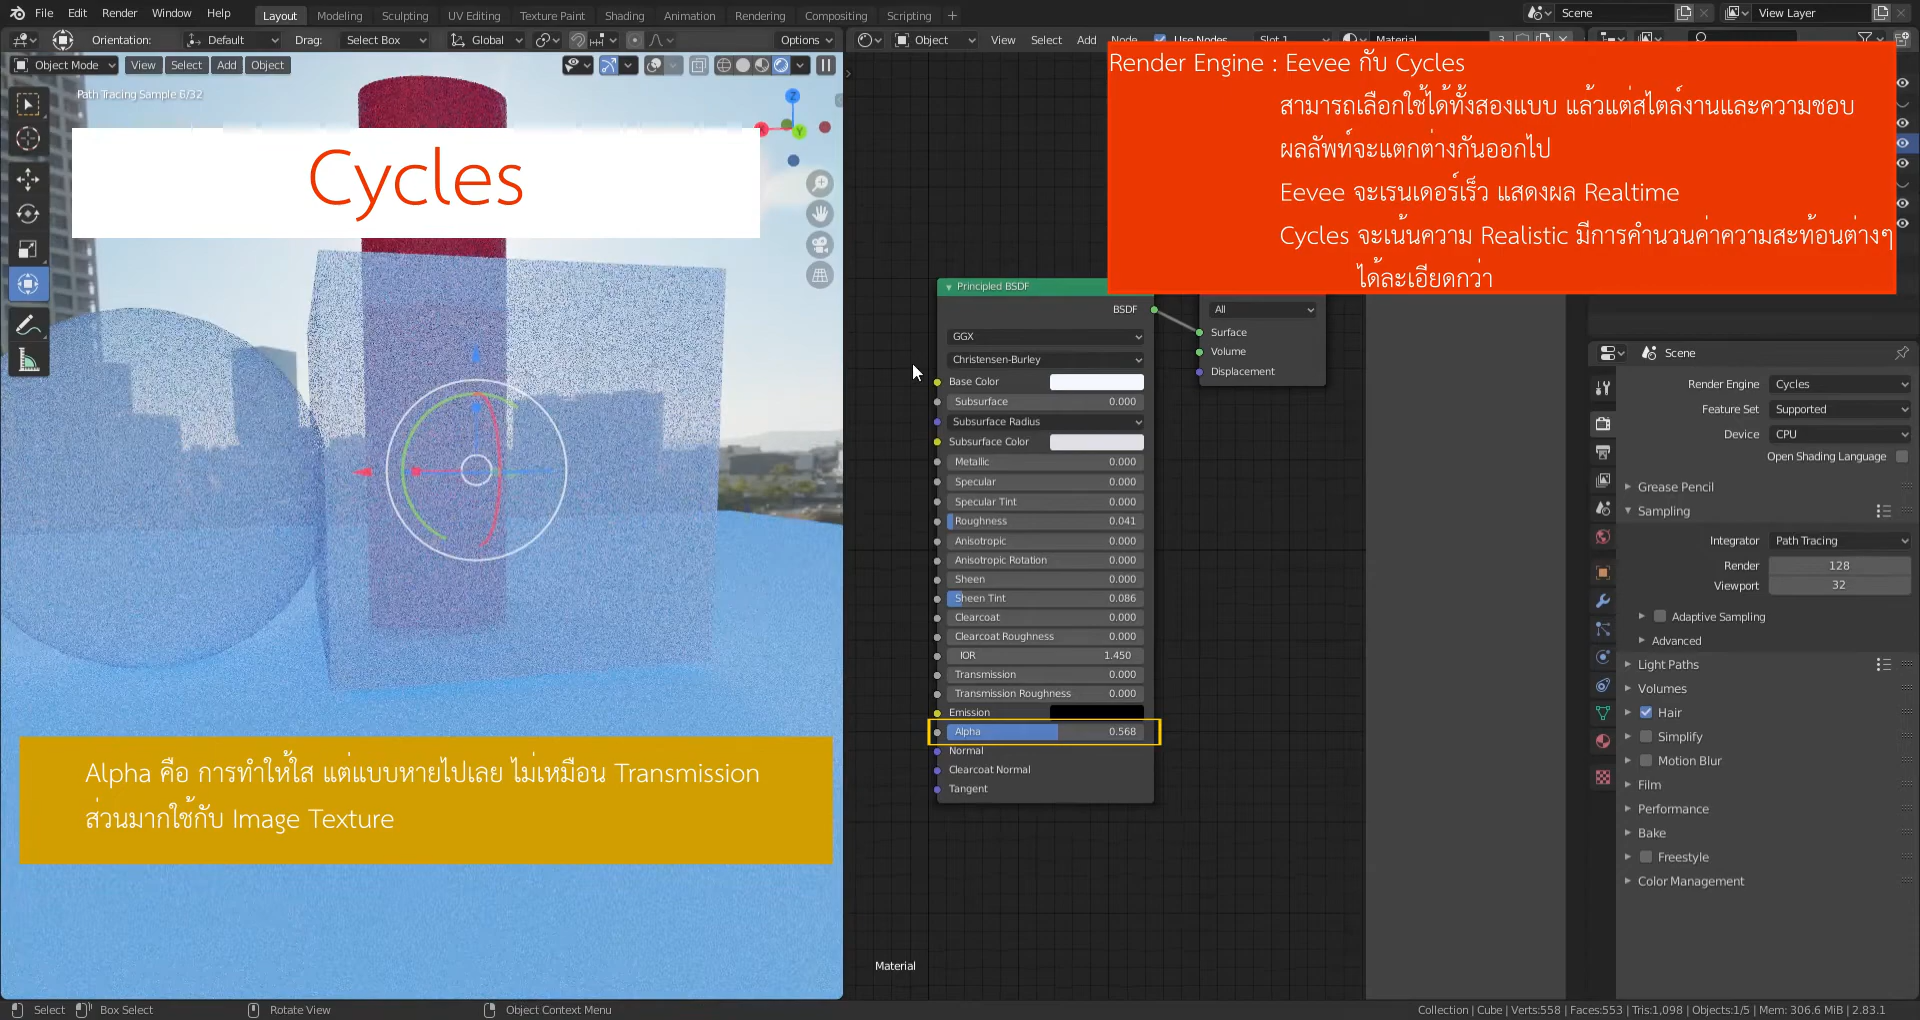 File Edit Render Window Help Layout Modeling Sculpting UV Editing Texture Paint Shading Animation Rendering Compositing Scripting + Scene View Layer
Orientation: Default Drag: Select Box Global Options
Object View Select Add Node Use Nodes Slot 1 Material 3
Object Mode View Select Add Object
Path Tracing Sample 6/32
Z
X
Y
Cycles
Render Engine : Eevee กับ Cycles
สามารถเลือกใช้ได้ทั้งสองแบบ แล้วแต่สไตล์งานและความชอบ
ผลลัพท์จะแตกต่างกันออกไป
Eevee จะเรนเดอร์เร็ว แสดงผล Realtime
Cycles จะเน้นความ Realistic มีการคำนวนค่าความสะท้อนต่างๆ
ได้ละเอียดกว่า
Principled BSDF
BSDF
GGX
Christensen-Burley
Base Color
Subsurface 0.000
Subsurface Radius
Subsurface Color
Metallic 0.000
Specular 0.000
Specular Tint 0.000
Roughness 0.041
Anisotropic 0.000
Anisotropic Rotation 0.000
Sheen 0.000
Sheen Tint 0.086
Clearcoat 0.000
Clearcoat Roughness 0.000
IOR 1.450
Transmission 0.000
Transmission Roughness 0.000
Emission
Alpha 0.568
Normal
Clearcoat Normal
Tangent
All
Surface
Volume
Displacement
Material
Scene
Render Engine Cycles
Feature Set Supported
Device CPU
Open Shading Language
Grease Pencil
Sampling
Integrator Path Tracing
Render 128
Viewport 32
Adaptive Sampling
Advanced
Light Paths
Volumes
Hair
Simplify
Motion Blur
Film
Performance
Bake
Freestyle
Color Management
Alpha คือ การทำให้ใส แต่แบบหายไปเลย ไม่เหมือน Transmission
ส่วนมากใช้กับ Image Texture
Select Box Select Rotate View Object Context Menu
Collection | Cube | Verts:558 | Faces:553 | Tris:1,098 | Objects:1/5 | Mem: 306.6 MiB | 2.83.1